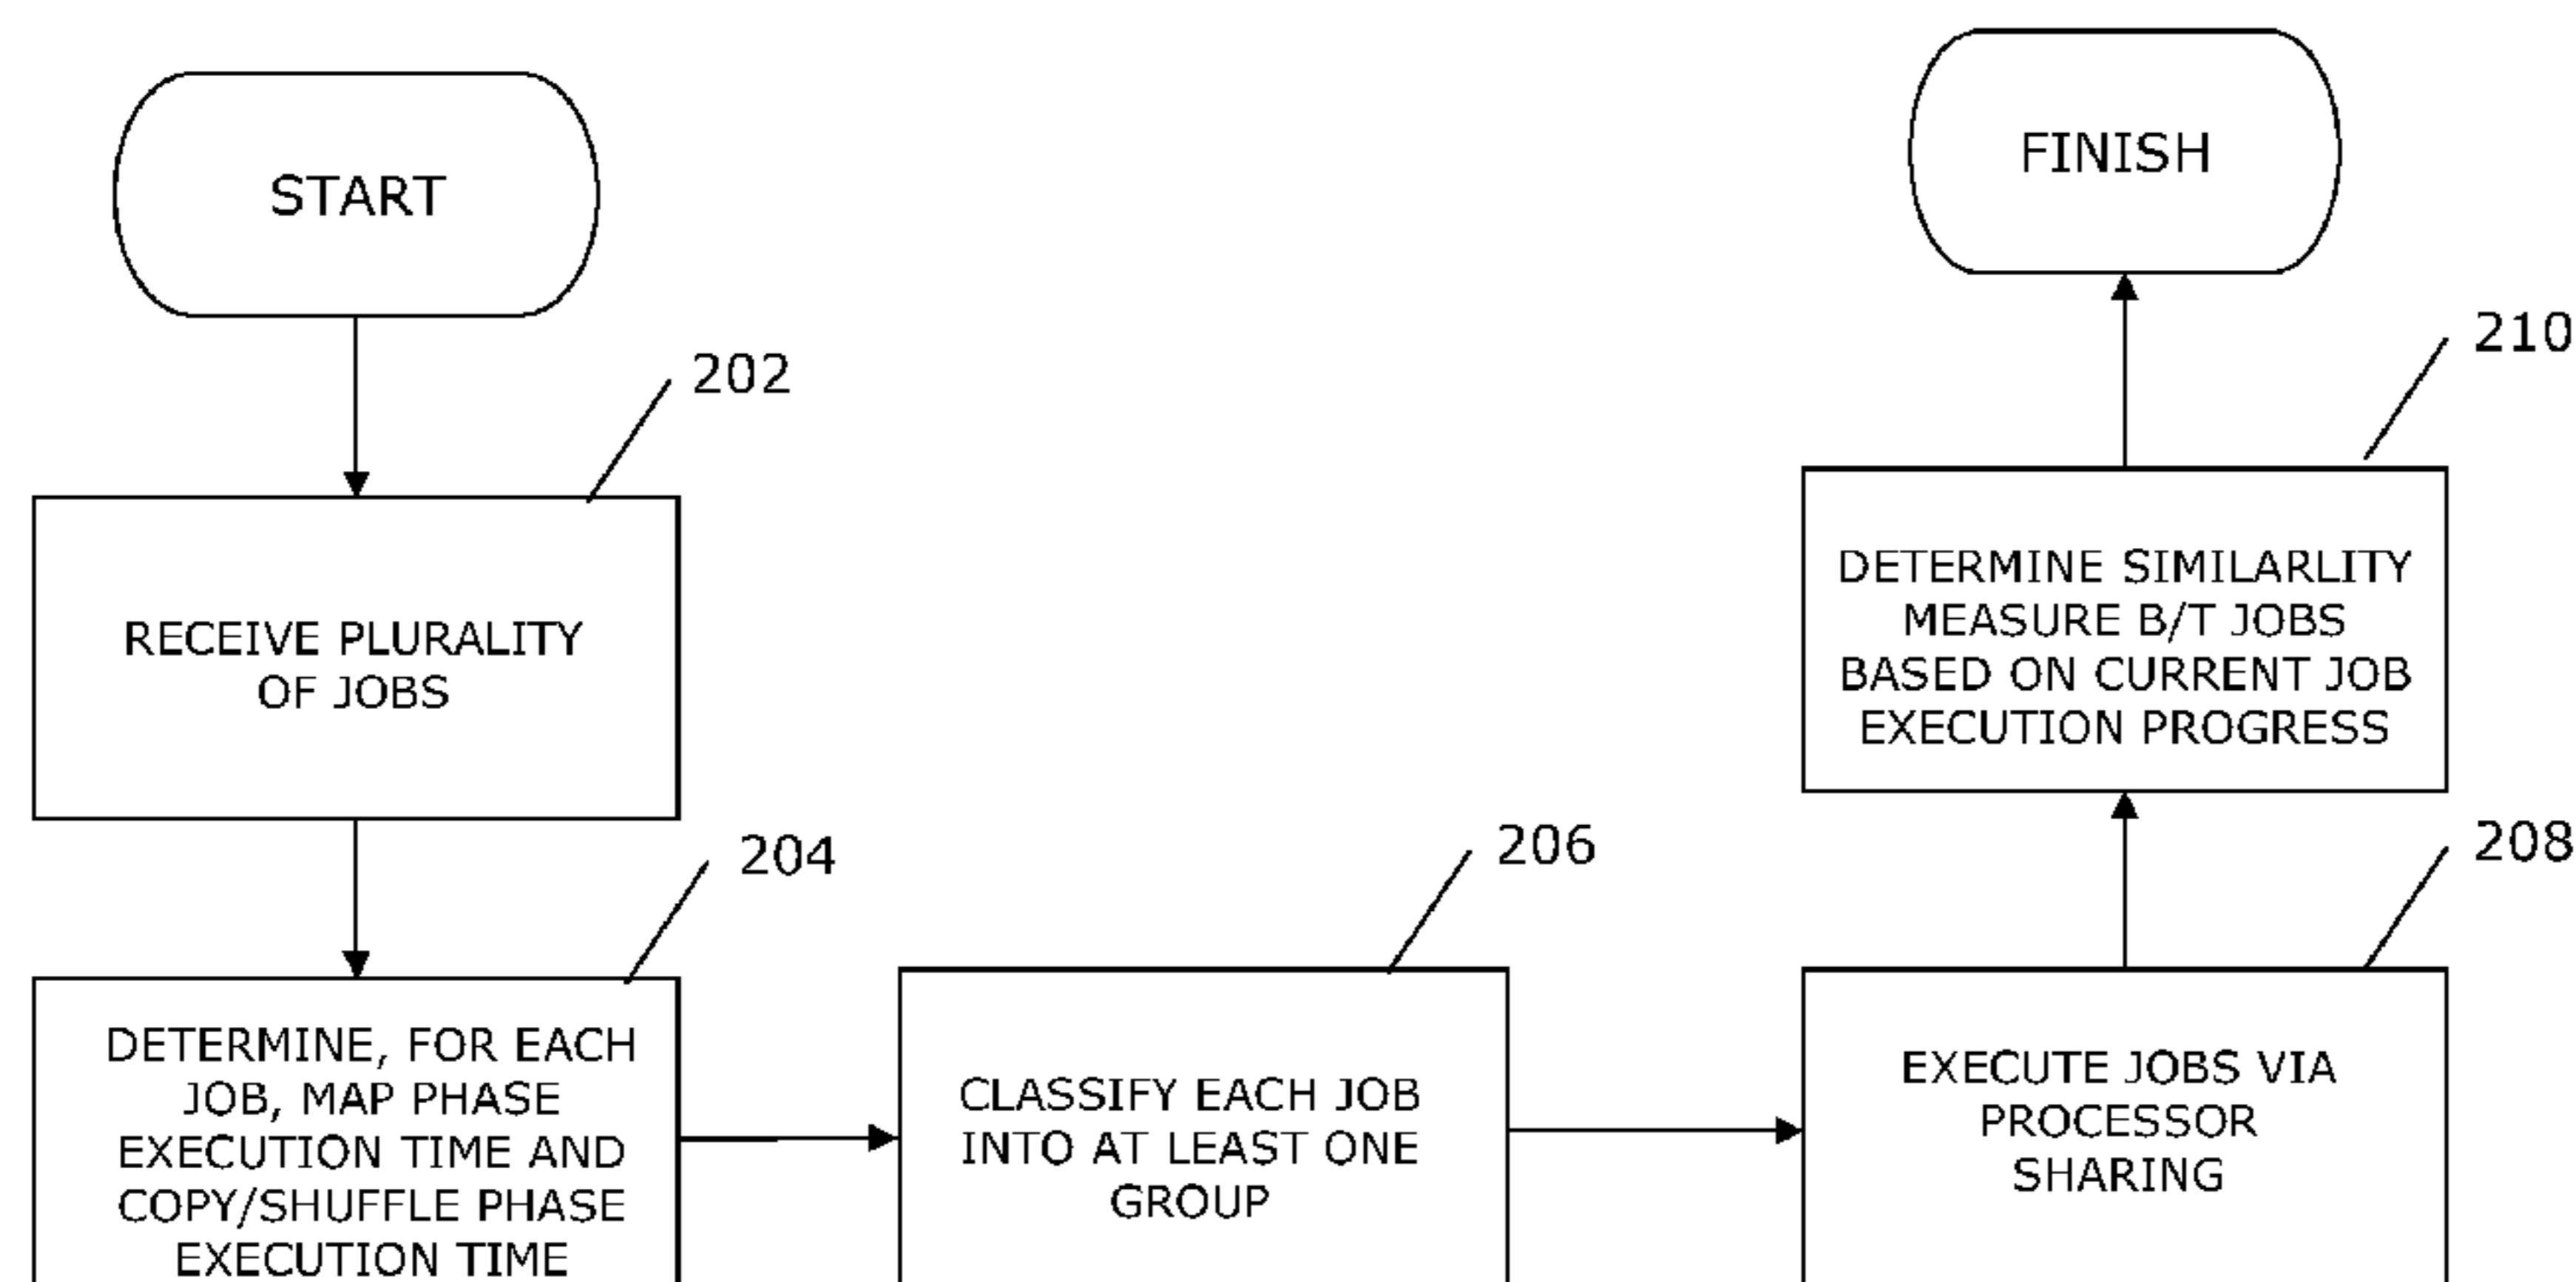 START
202
RECEIVE PLURALITY
OF JOBS
204
DETERMINE, FOR EACH
JOB, MAP PHASE
EXECUTION TIME AND
COPY/SHUFFLE PHASE
EXECUTION TIME
206
CLASSIFY EACH JOB
INTO AT LEAST ONE
GROUP
208
EXECUTE JOBS VIA
PROCESSOR
SHARING
210
DETERMINE SIMILARLITY
MEASURE B/T JOBS
BASED ON CURRENT JOB
EXECUTION PROGRESS
FINISH